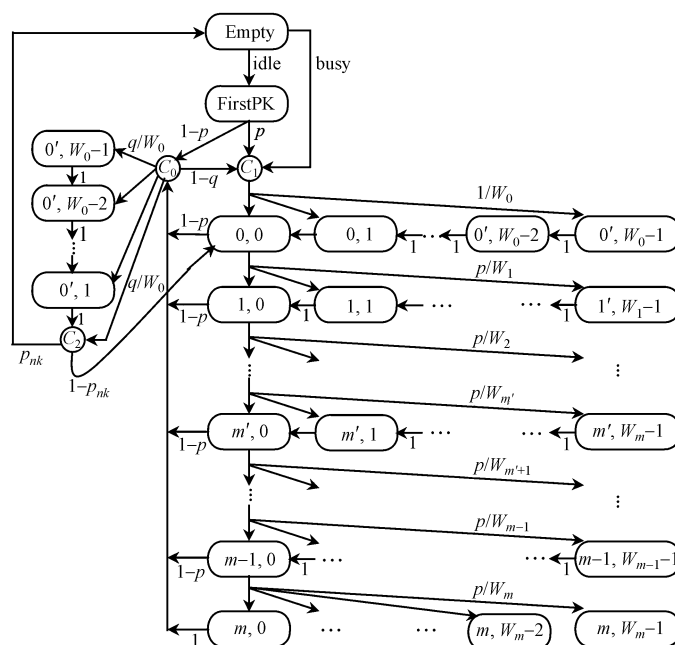 Empty
idle
busy
FirstPK
1−p
p
q/W₀
0′, W₀−1
C₀
1−q
C₁
1
0′, W₀−2
1/W₀
1
1−p
0, 0
0, 1
1
...
1
0′, W₀−2
1
0′, W₀−1
⋮
q/W₀
0′, 1
p/W₁
1
1−p
1, 0
1
1, 1
1
... ...
1
1′, W₁−1
C₂
pₙₖ
1−pₙₖ
p/W₂
⋮
⋮
p/Wₘ′
1−p
m′, 0
m′, 1
1
... ...
1
m′, Wₘ−1
p/Wₘ′₊₁
⋮
⋮
p/Wₘ₋₁
1−p
m−1, 0
1
...
...
1
m−1, Wₘ₋₁−1
p/Wₘ
1
m, 0
...
...
m, Wₘ−2
m, Wₘ−1